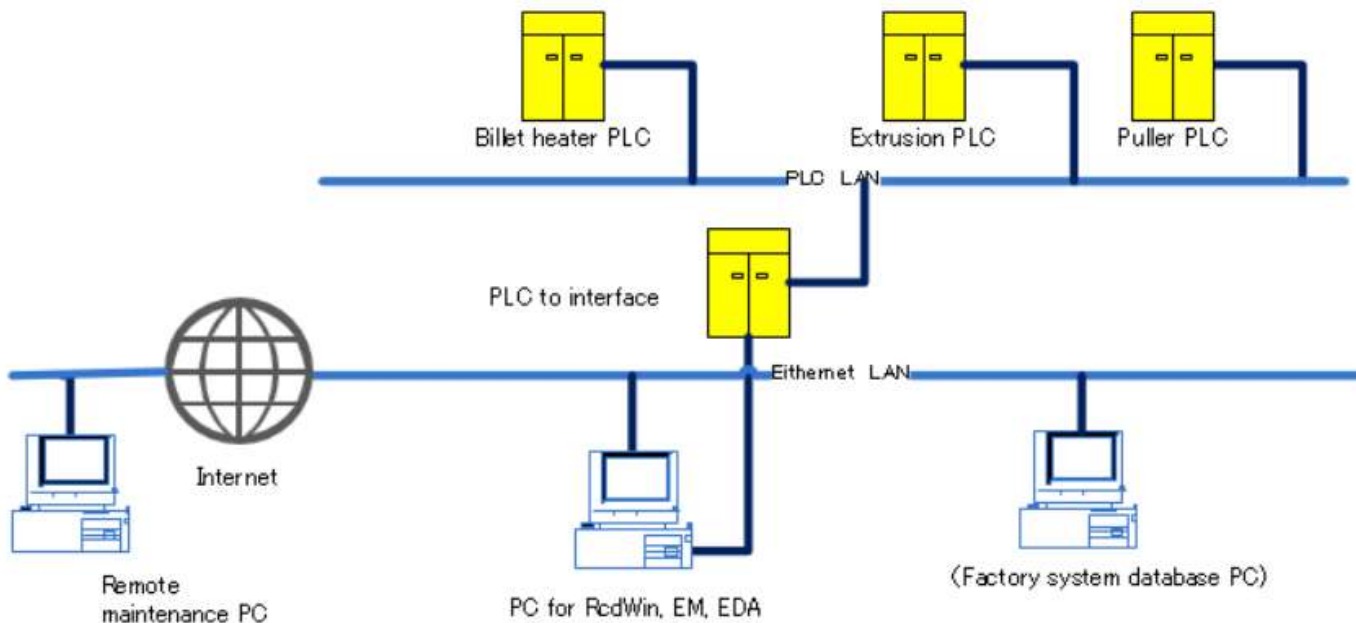 Billet heater PLC
Extrusion PLC
Puller PLC
PLC LAN
PLC to interface
Eithernet LAN
Internet
Remote
maintenance PC
PC for RcdWin, EM, EDA
(Factory system database PC)